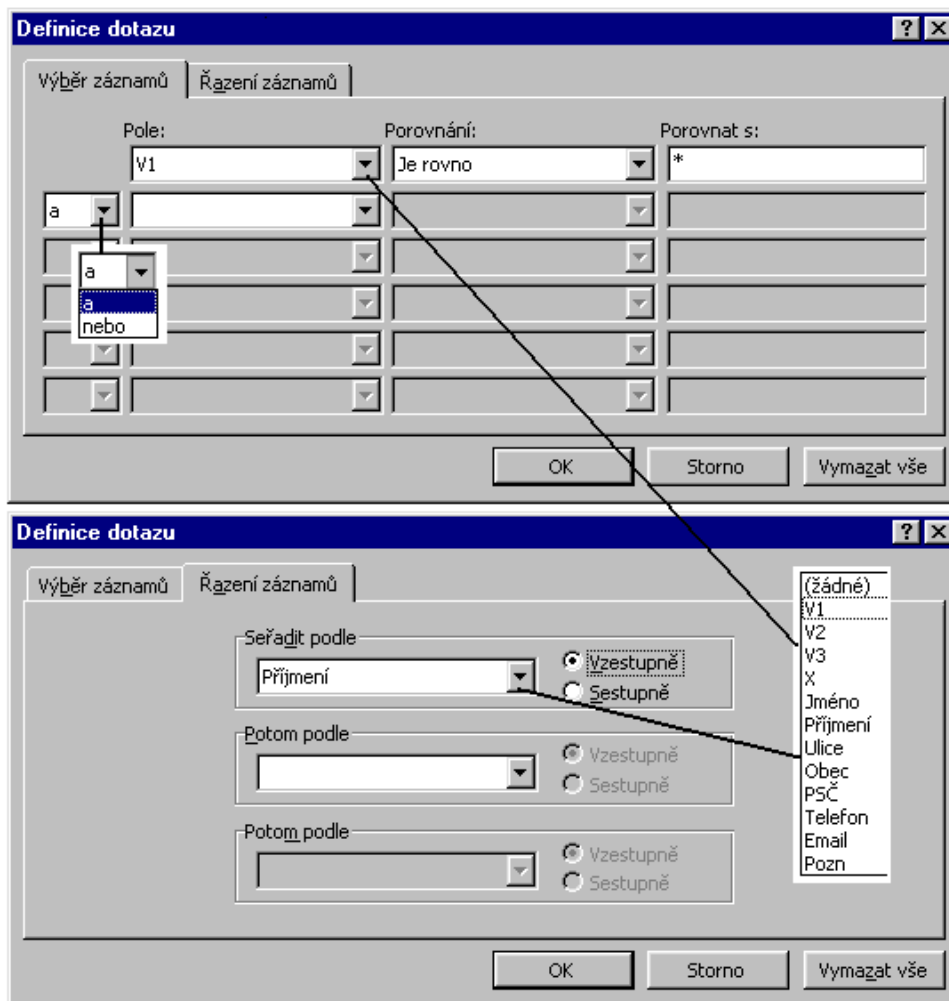 Definice dotazu
Výběr záznamů
Řazení záznamů
Pole:
Porovnání:
Porovnat s:
V1
Je rovno
*
a
a
a
nebo
OK
Storno
Vymazat vše
Definice dotazu
Výběr záznamů
Řazení záznamů
Seřadit podle
Příjmení
Vzestupně
Sestupně
Potom podle
Vzestupně
Sestupně
Potom podle
Vzestupně
Sestupně
(žádné)
V1
V2
V3
X
Jméno
Příjmení
Ulice
Obec
PSČ
Telefon
Email
Pozn
OK
Storno
Vymazat vše